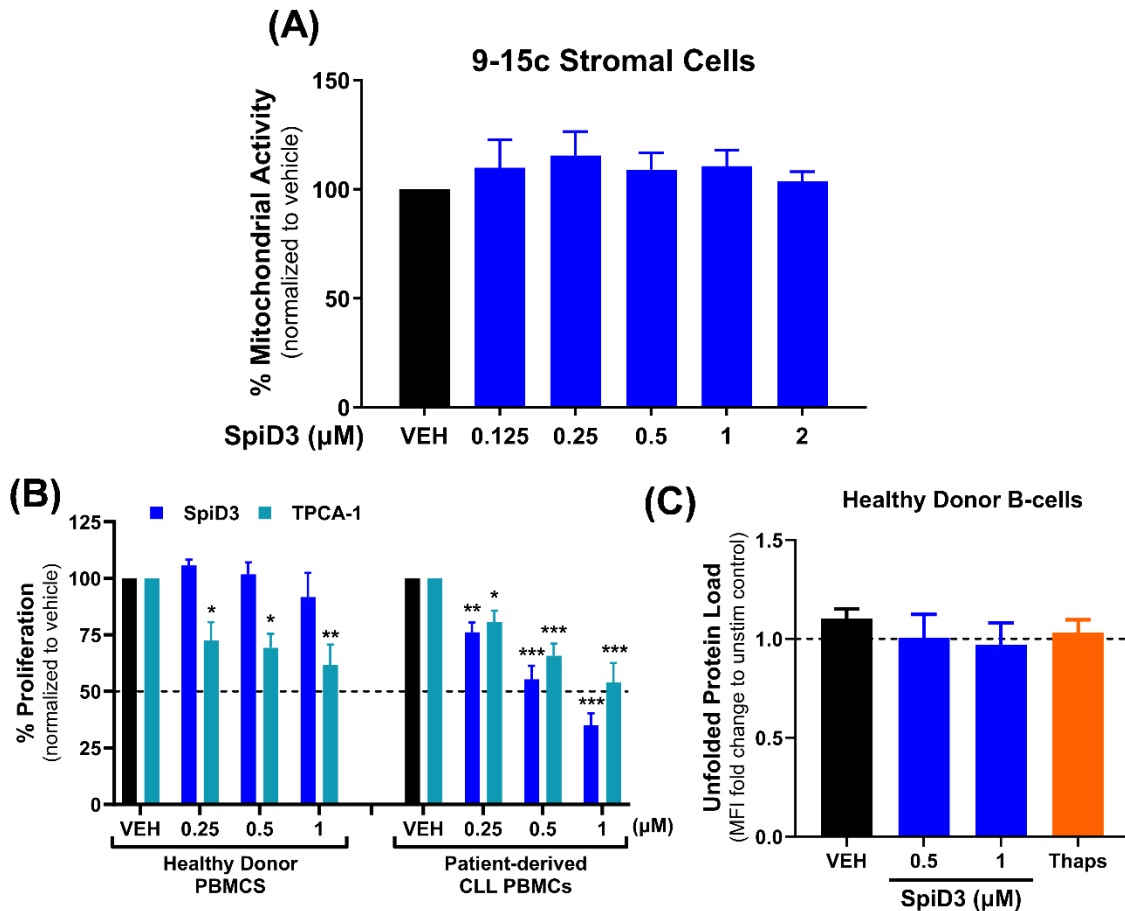 (A)
9-15c Stromal Cells
% Mitochondrial Activity
(normalized to vehicle)
150
100
50
0
SpiD3 (µM) VEH 0.125 0.25 0.5 1 2
(B)
SpiD3 TPCA-1
% Proliferation
(normalized to vehicle)
125
100
75
50
25
0
* * **
** * *** *** *** ***
VEH 0.25 0.5 1 VEH 0.25 0.5 1 (µM)
Healthy Donor
PBMCS
Patient-derived
CLL PBMCs
(C)
Healthy Donor B-cells
Unfolded Protein Load
(MFI fold change to unstim control)
1.5
1.0
0.5
0.0
VEH 0.5 1 Thaps
SpiD3 (µM)